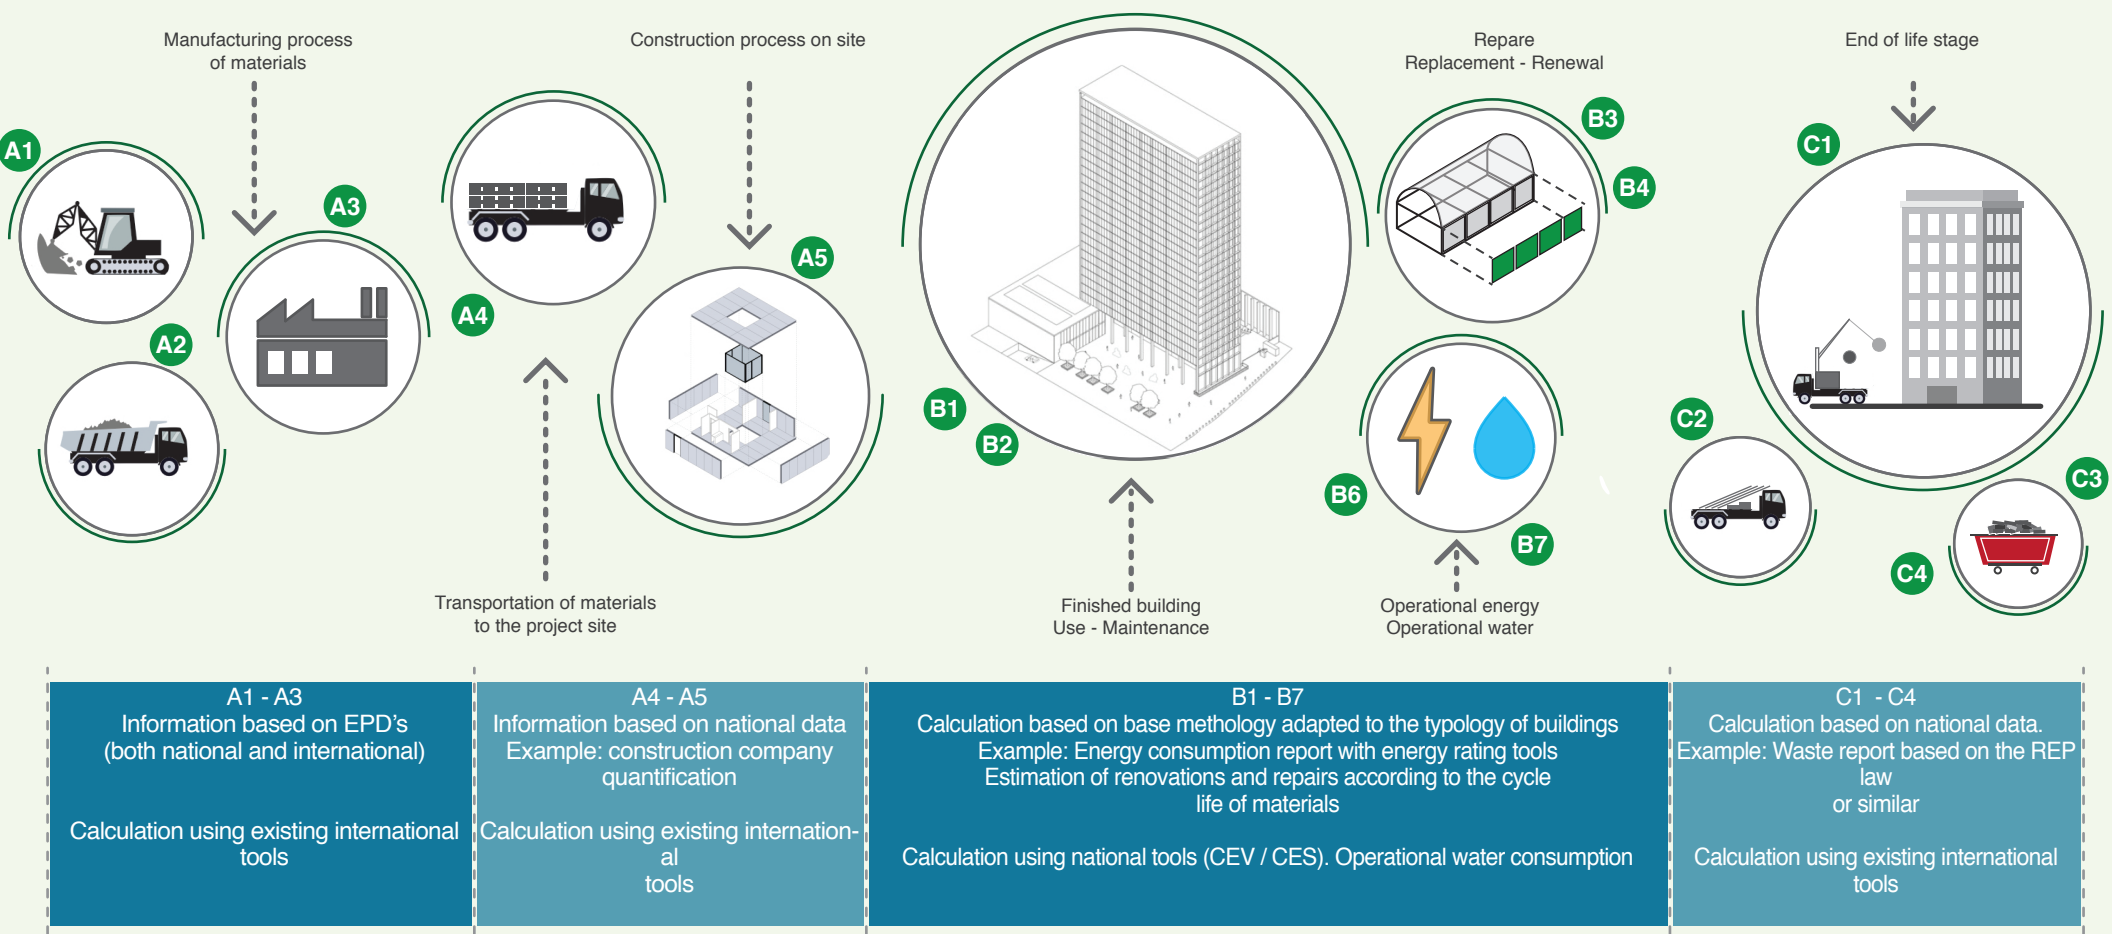 Manufacturing process
of materials
Construction process on site
Repare
Replacement - Renewal
End of life stage
A1
A2
A3
A4
A5
B1
B2
B3
B4
B6
B7
C1
C2
C3
C4
Transportation of materials
to the project site
Finished building
Use - Maintenance
Operational energy
Operational water
A1 - A3
Information based on EPD's
(both national and international)
Calculation using existing international
tools
A4 - A5
Information based on national data
Example: construction company
quantification
Calculation using existing internation-
al
tools
B1 - B7
Calculation based on base methology adapted to the typology of buildings
Example: Energy consumption report with energy rating tools
Estimation of renovations and repairs according to the cycle
life of materials
Calculation using national tools (CEV / CES). Operational water consumption
C1 - C4
Calculation based on national data.
Example: Waste report based on the REP
law
or similar
Calculation using existing international
tools